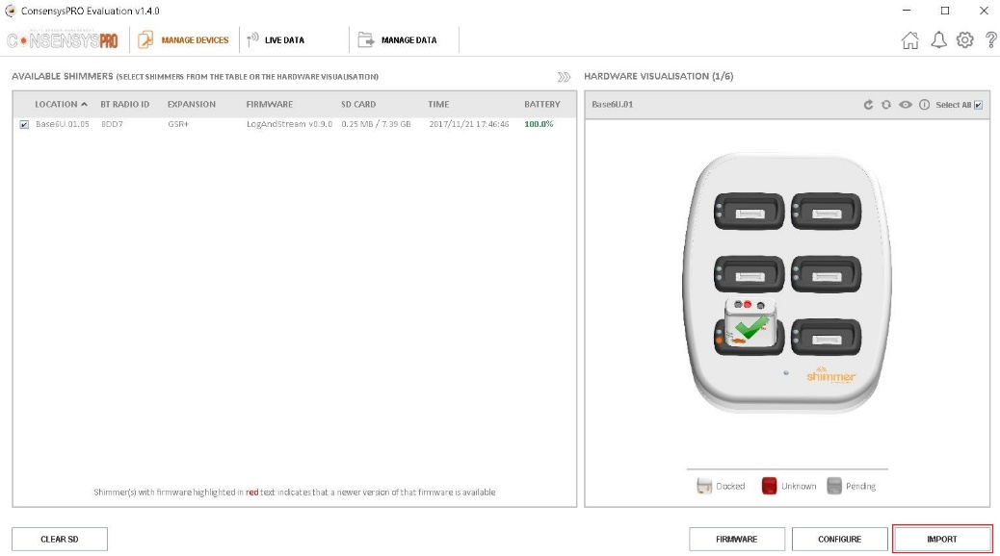 ConsensysPRO Evaluation v1.4.0
CONSENSYSPRO
MANAGE DEVICES
LIVE DATA
MANAGE DATA
AVAILABLE SHIMMERS (SELECT SHIMMERS FROM THE TABLE OR THE HARDWARE VISUALISATION)
HARDWARE VISUALISATION (1/6)
LOCATION BT RADIO ID EXPANSION FIRMWARE SD CARD TIME BATTERY
Base6U.01.05 8DD7 GSR+ LogAndStream v0.9.0 0.25 MB / 7.39 GB 2017/11/21 17:46:46 100.0%
Base6U.01
Select All
shimmer
Docked
Unknown
Pending
Shimmer(s) with firmware highlighted in red text indicates that a newer version of that firmware is available
CLEAR SD
FIRMWARE
CONFIGURE
IMPORT